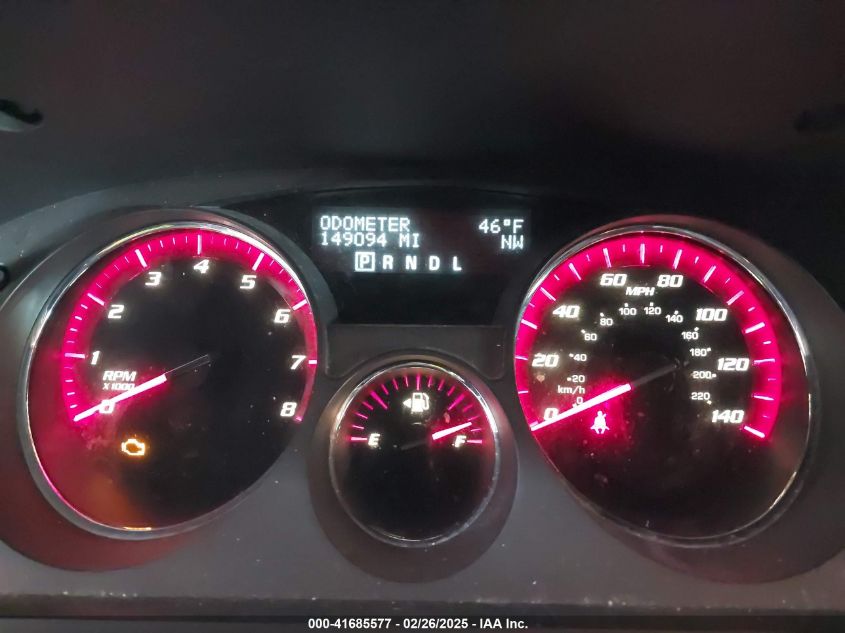 ODOMETER 46°F
149094 MI NW
P R N D L
0 1 2 3 4 5 6 7 8
RPM
X 1000
E F
0 20 40 60 80 100 120 140
MPH
0 20 40 60 80 100 120 140 160 180 200 220
km/h
000-41685577 - 02/26/2025 - IAA Inc.